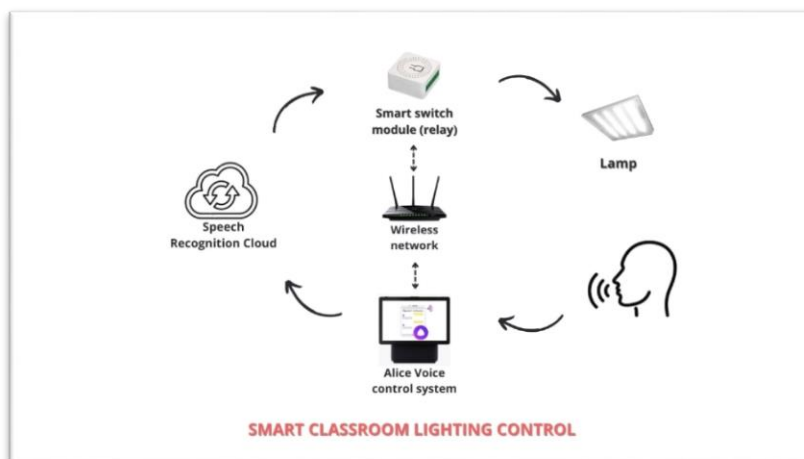 Smart switch
module (relay)
Lamp
Speech
Recognition Cloud
Wireless
network
Alice Voice
control system
SMART CLASSROOM LIGHTING CONTROL